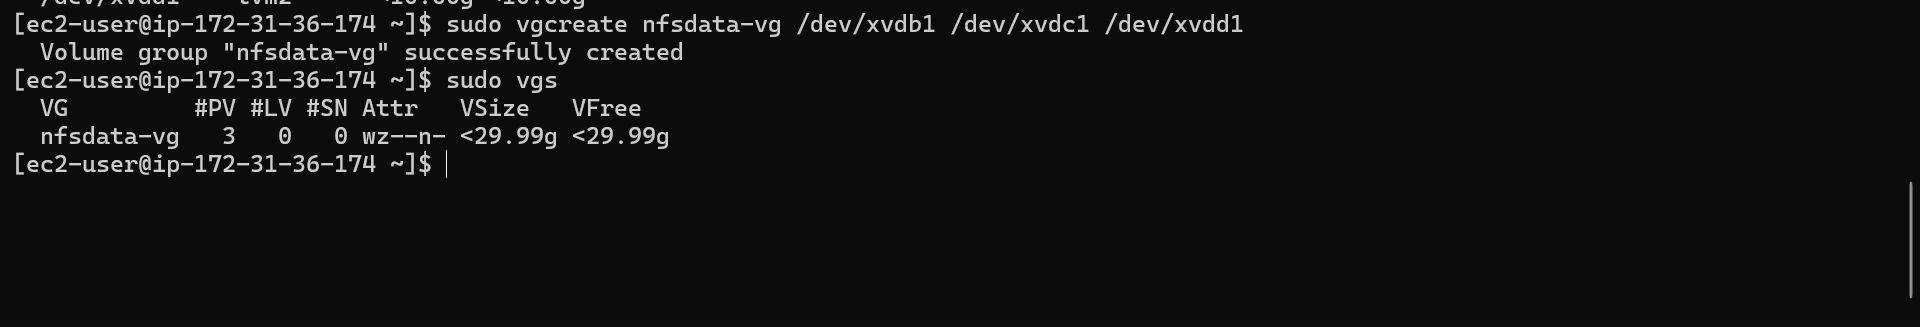 [ec2-user@ip-172-31-36-174 ~]$ sudo vgcreate nfsdata-vg /dev/xvdb1 /dev/xvdc1 /dev/xvdd1
  Volume group "nfsdata-vg" successfully created
[ec2-user@ip-172-31-36-174 ~]$ sudo vgs
  VG         #PV #LV #SN Attr   VSize   VFree
  nfsdata-vg   3   0   0 wz--n- <29.99g <29.99g
[ec2-user@ip-172-31-36-174 ~]$